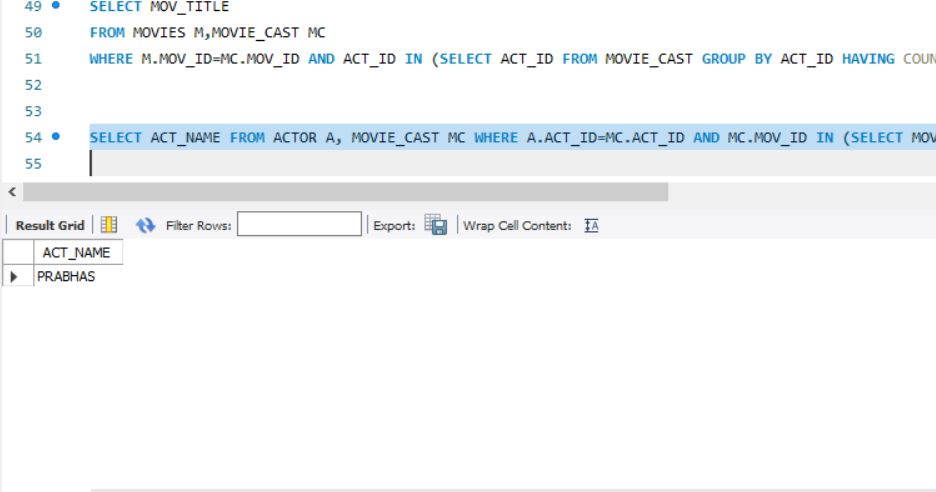 49 SELECT MOV_TITLE
50 FROM MOVIES M,MOVIE_CAST MC
51 WHERE M.MOV_ID=MC.MOV_ID AND ACT_ID IN (SELECT ACT_ID FROM MOVIE_CAST GROUP BY ACT_ID HAVING COUN
52
53
54 SELECT ACT_NAME FROM ACTOR A, MOVIE_CAST MC WHERE A.ACT_ID=MC.ACT_ID AND MC.MOV_ID IN (SELECT MOV
55
Result Grid Filter Rows: Export: Wrap Cell Content: IA
ACT_NAME
PRABHAS